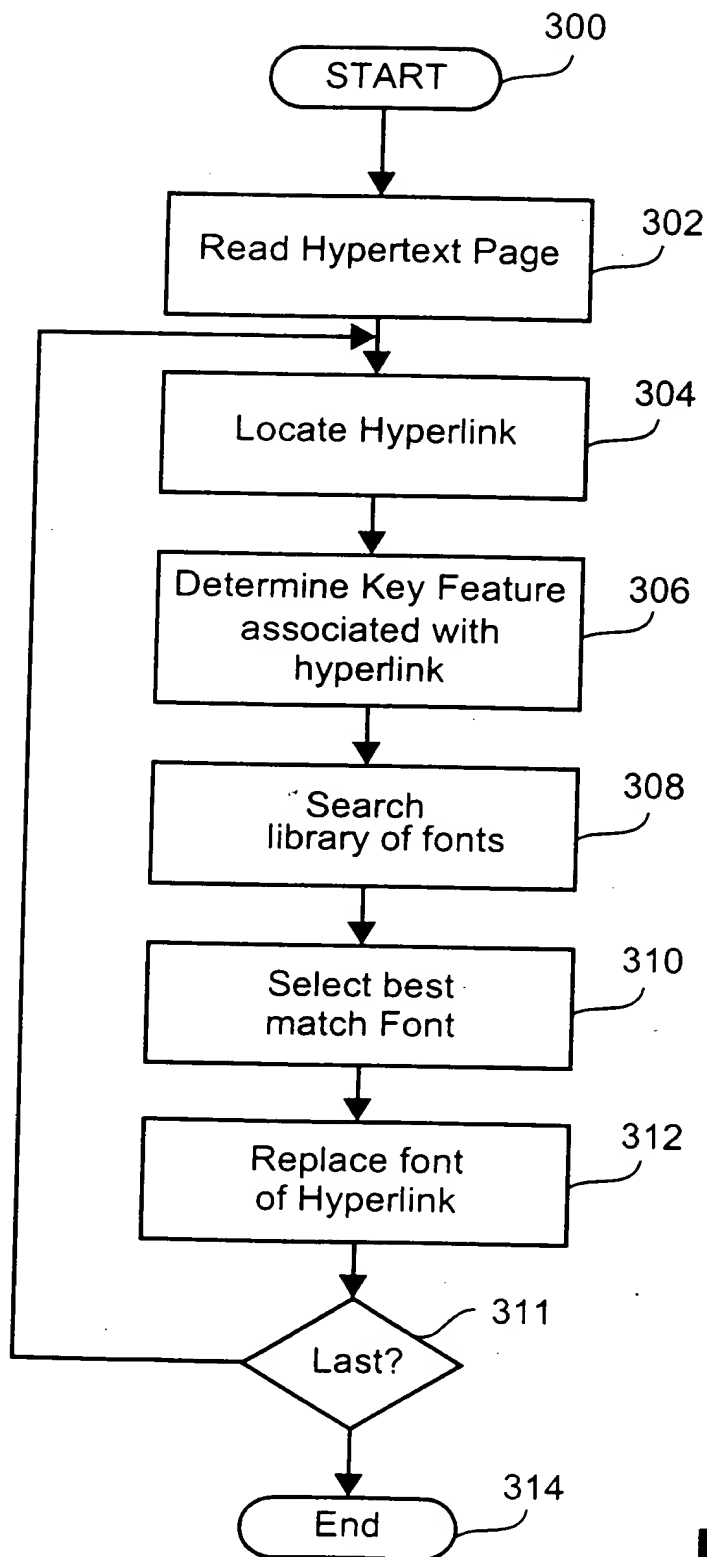 300
START
302
Read Hypertext Page
304
Locate Hyperlink
Determine Key Feature
306
associated with
hyperlink
308
Search
library of fonts
310
Select best
match Font
312
Replace font
of Hyperlink
311
Last?
314
End